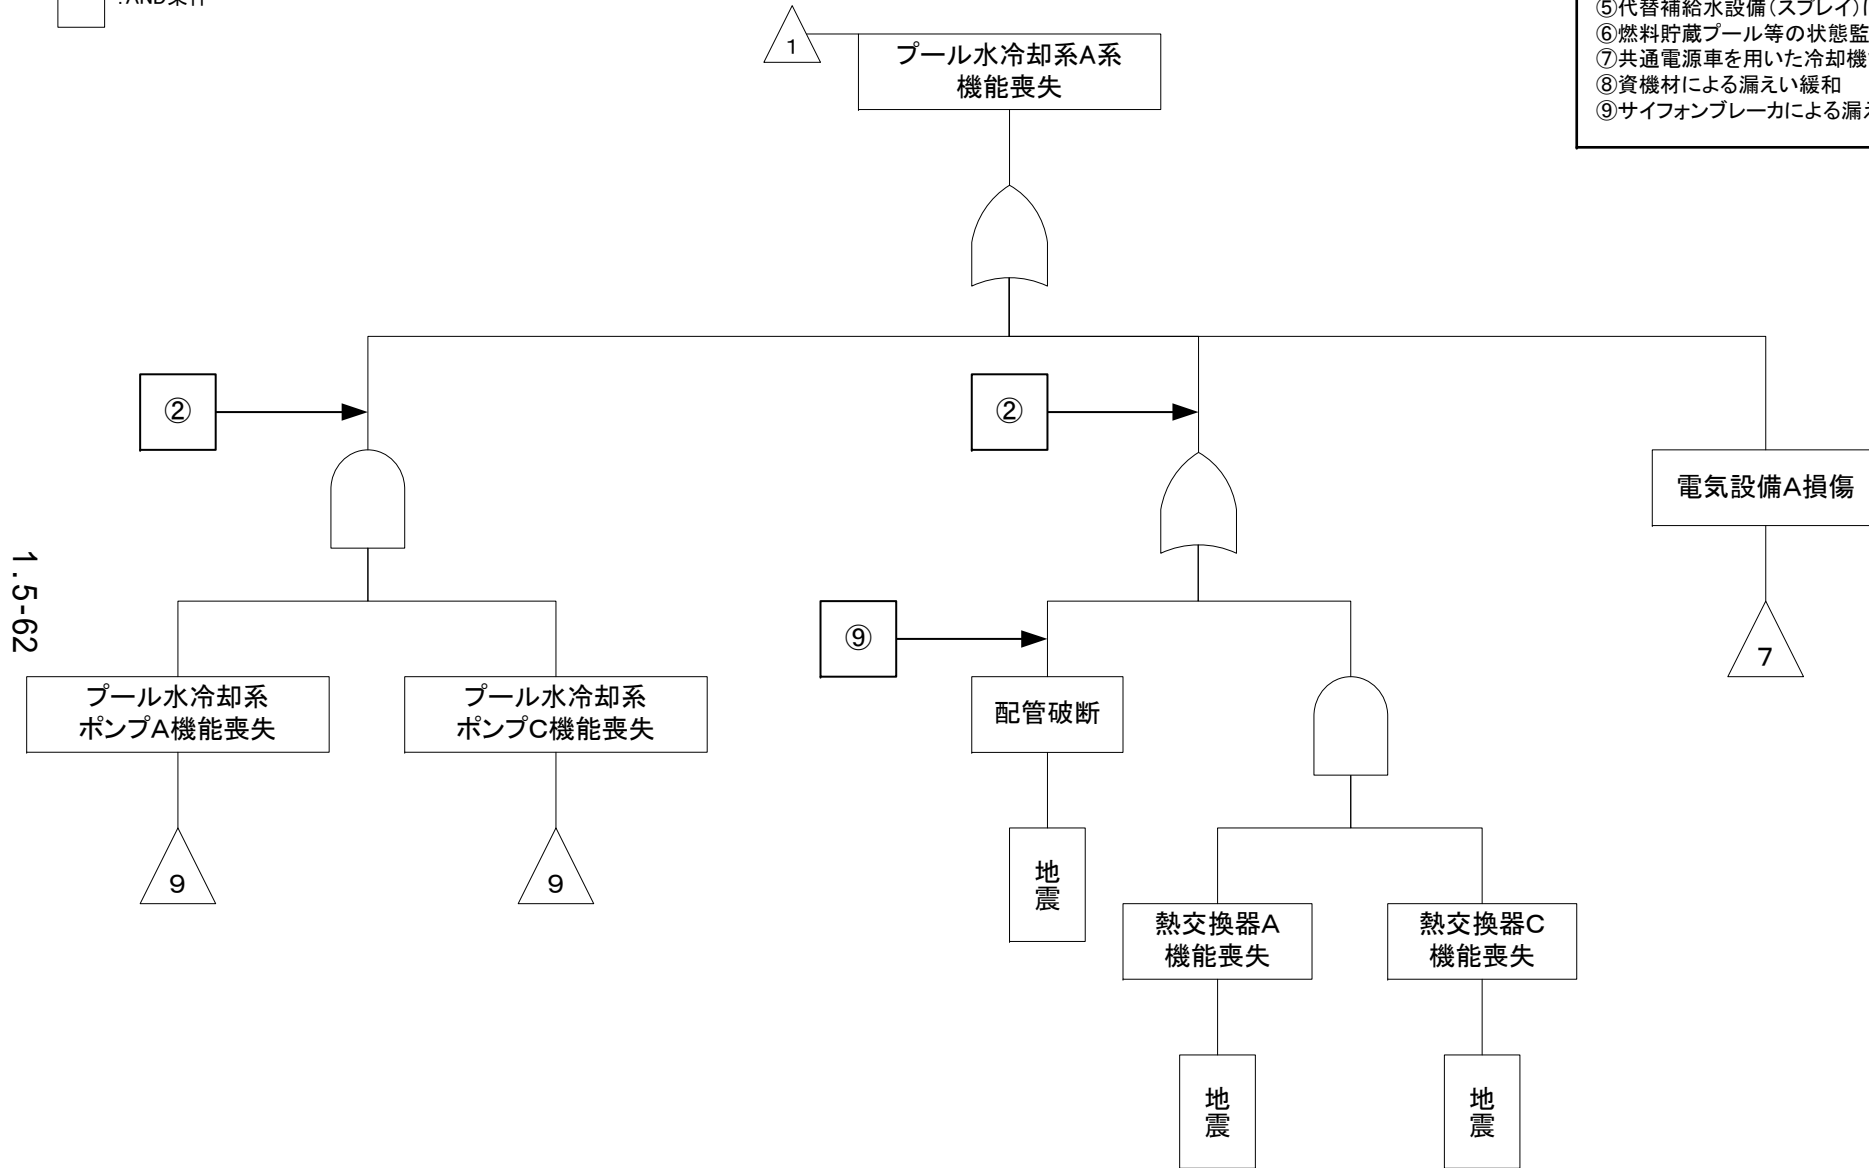 :AND条件
1
プール水冷却系A系
機能喪失
⑤代替補給水設備(スプレイ)に
⑥燃料貯蔵プール等の状態監
⑦共通電源車を用いた冷却機
⑧資機材による漏えい緩和
⑨サイフォンブレーカによる漏え
②
②
電気設備A損傷
7
⑨
プール水冷却系
ポンプA機能喪失
プール水冷却系
ポンプC機能喪失
配管破断
9
9
地震
熱交換器A
機能喪失
熱交換器C
機能喪失
地震
地震
1.5-62